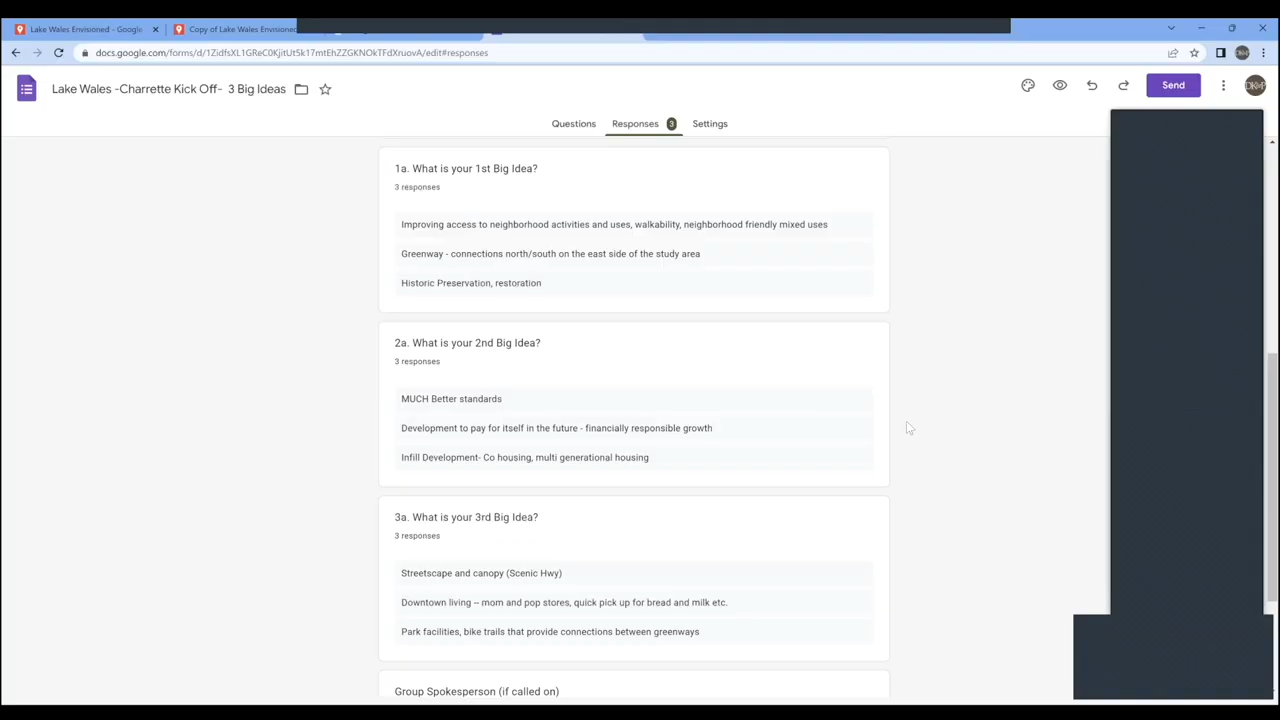 Lake Wales Envisioned - Google
Copy of Lake Wales Envisioned
docs.google.com/forms/d/1ZidfsXL1GReC0KjitUt5k17mtEhZZGKNOkTFdXruovA/edit#responses
Lake Wales -Charrette Kick Off- 3 Big Ideas
Send
Questions
Responses 3
Settings
1a. What is your 1st Big Idea?
3 responses
Improving access to neighborhood activities and uses, walkability, neighborhood friendly mixed uses
Greenway - connections north/south on the east side of the study area
Historic Preservation, restoration
2a. What is your 2nd Big Idea?
3 responses
MUCH Better standards
Development to pay for itself in the future - financially responsible growth
Infill Development- Co housing, multi generational housing
3a. What is your 3rd Big Idea?
3 responses
Streetscape and canopy (Scenic Hwy)
Downtown living -- mom and pop stores, quick pick up for bread and milk etc.
Park facilities, bike trails that provide connections between greenways
Group Spokesperson (if called on)